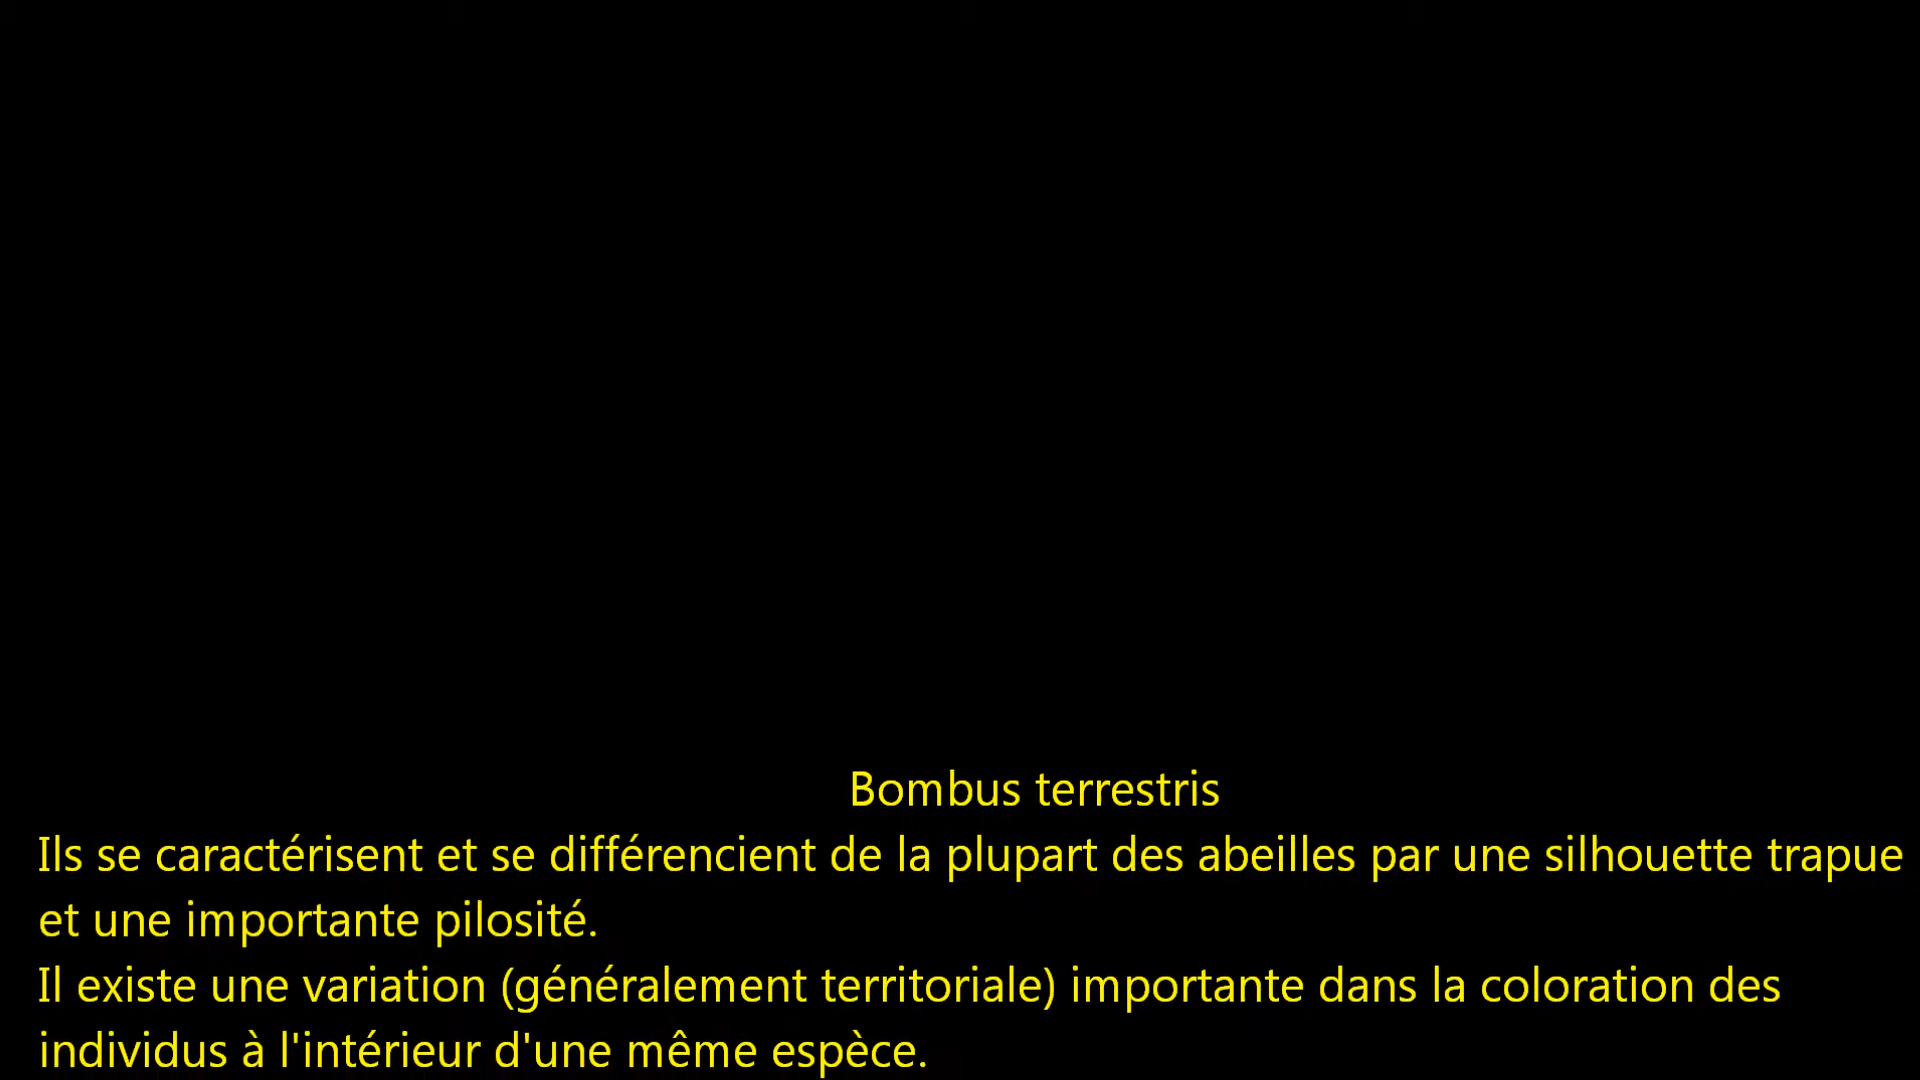 Bombus terrestris
Ils se caractérisent et se différencient de la plupart des abeilles par une silhouette trapue
et une importante pilosité.
Il existe une variation (généralement territoriale) importante dans la coloration des
individus à l'intérieur d'une même espèce.